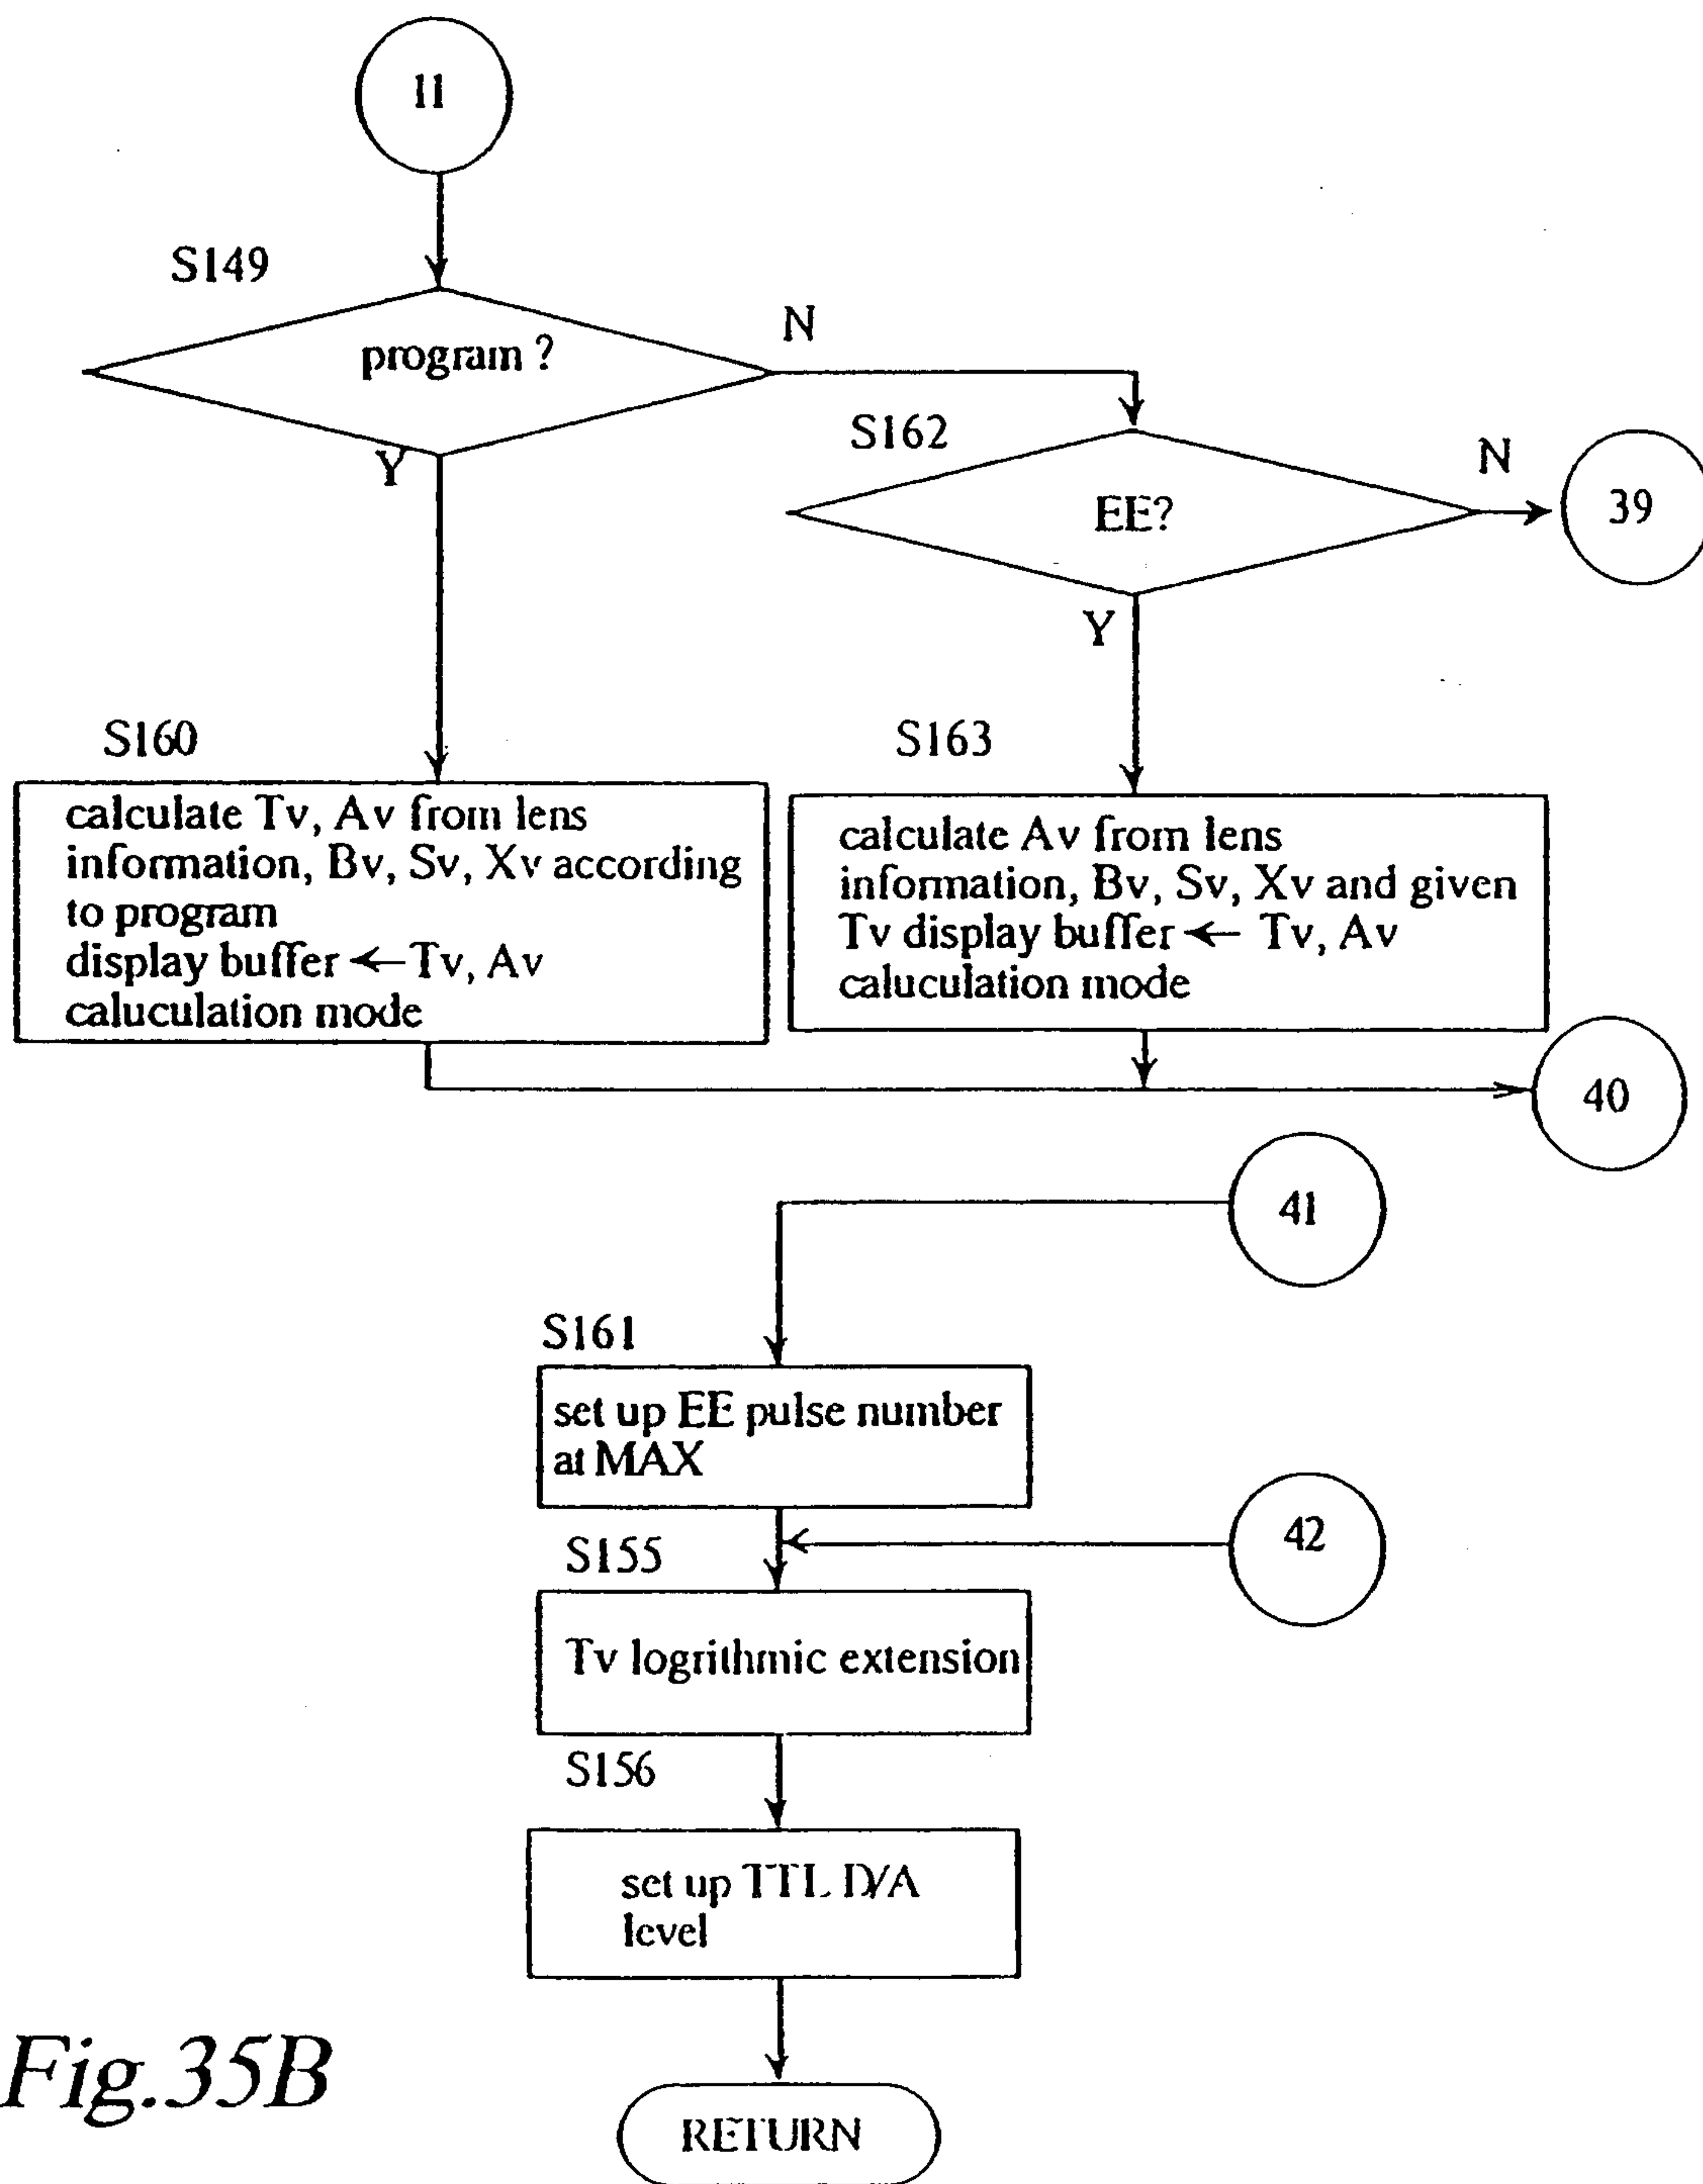 11
S149
program ?
N
Y
S162
EE?
N
39
Y
S160
calculate Tv, Av from lens
information, Bv, Sv, Xv according
to program
display buffer ←Tv, Av
caluculation mode
S163
calculate Av from lens
information, Bv, Sv, Xv and given
Tv display buffer ← Tv, Av
caluculation mode
40
41
S161
set up EE pulse number
at MAX
42
S155
Tv logrithmic extension
S156
set up TTL D/A
level
RETURN
Fig.35B